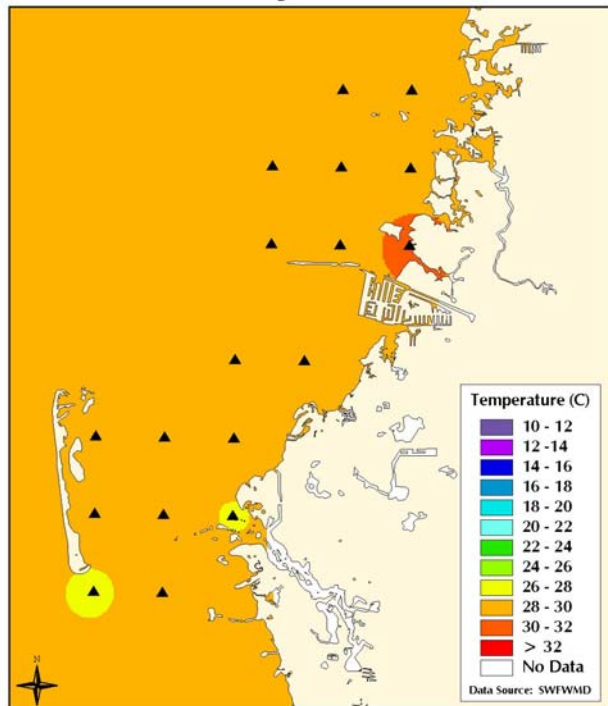 Temperature (C)
10 - 12
12 -14
14 - 16
16 - 18
18 - 20
20 - 22
22 - 24
24 - 26
26 - 28
28 - 30
30 - 32
> 32
No Data
Data Source: SWFWMD
N